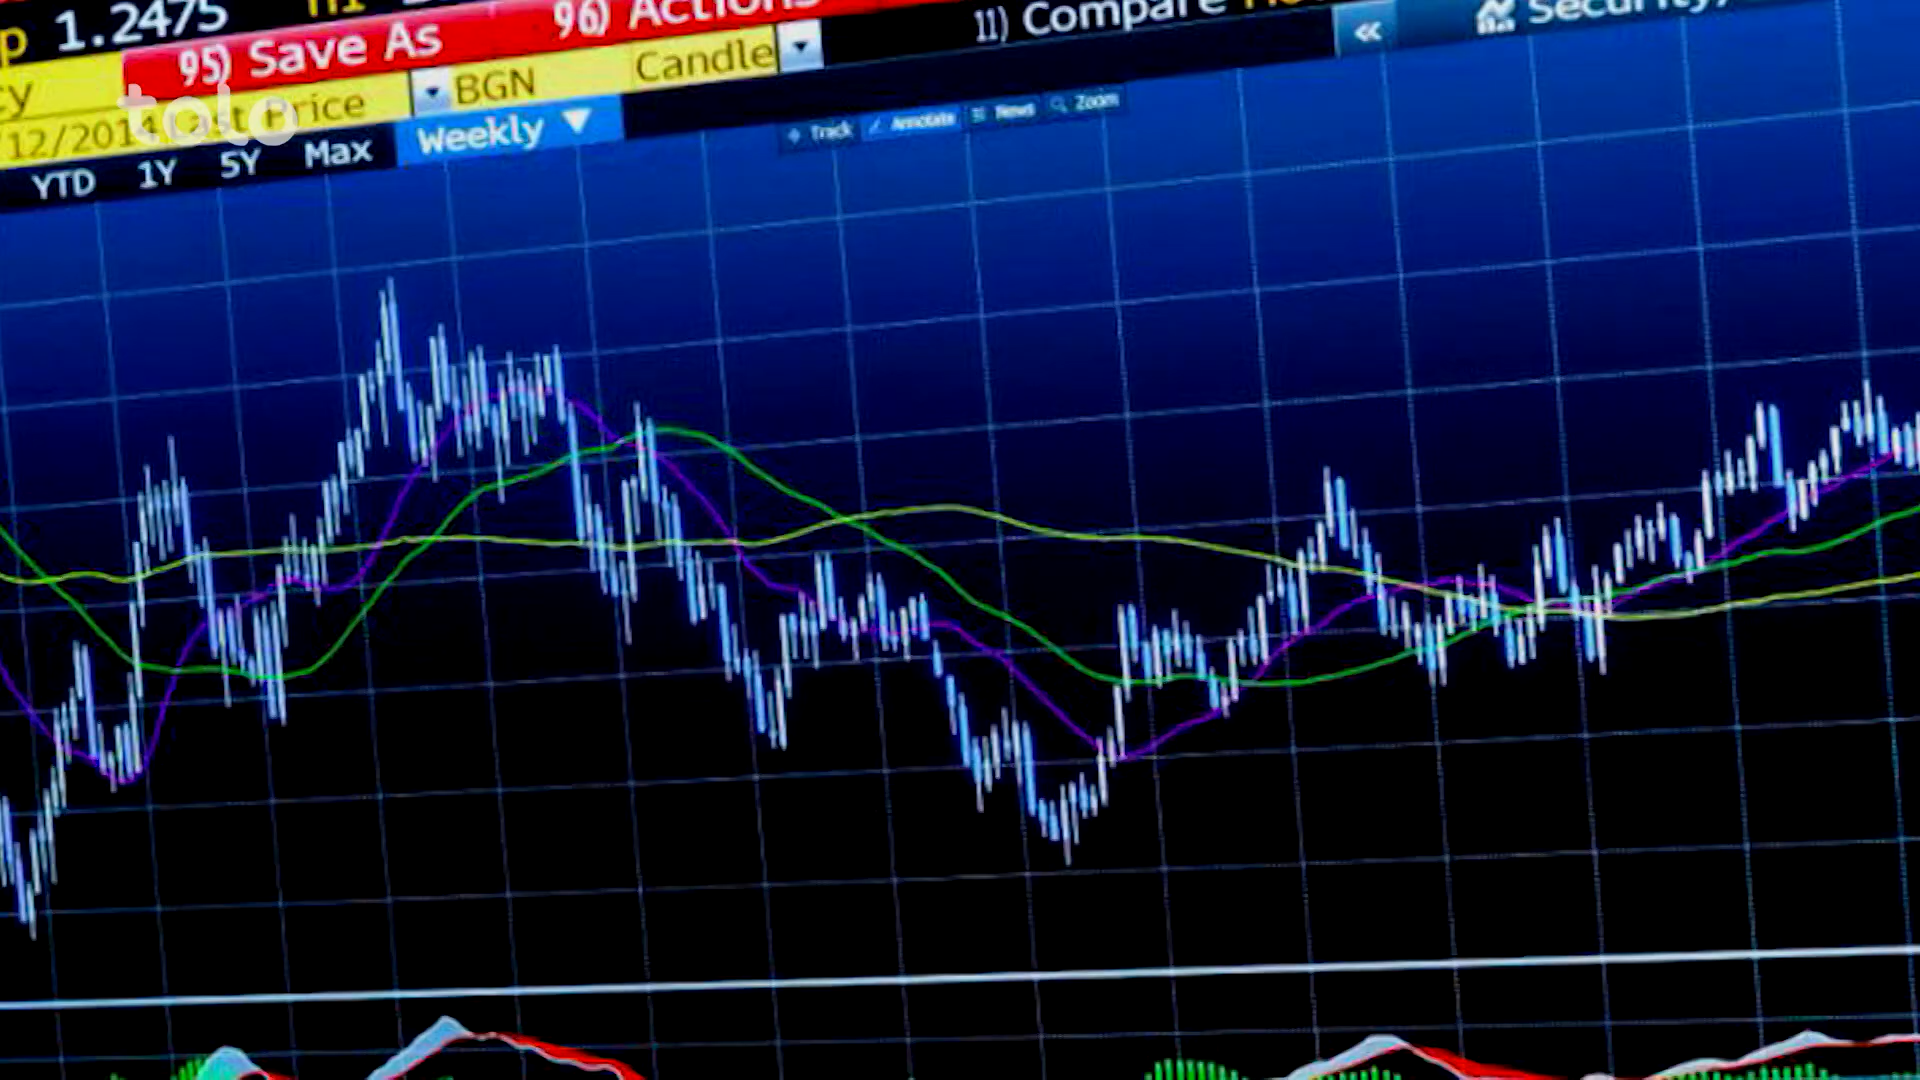 1.2475
95) Save As
96) Actions
11) Compare
Security/
BGN
Candle
/12/2014
Last Price
tolo
YTD
1Y
5Y
Max
Weekly
Track
Annotate
News
Zoom